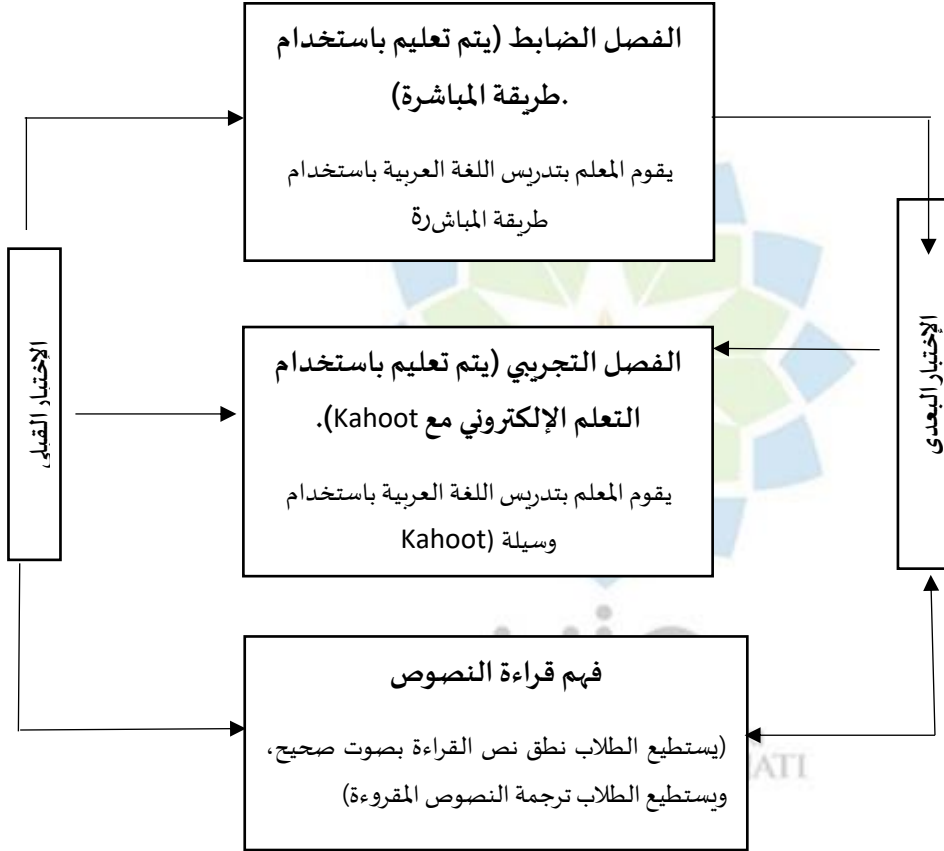 الفصل الضابط (يتم تعليم باستخدام
طريقة المباشرة).
يقوم المعلم بتدريس اللغة العربية باستخدام
طريقة المباشرة
الإختبار القبلي
الإختبار البعدى
الفصل التجريبي (يتم تعليم باستخدام
التعلم الإلكتروني مع Kahoot).
يقوم المعلم بتدريس اللغة العربية باستخدام
وسيلة (Kahoot
فهم قراءة النصوص
(يستطيع الطلاب نطق نص القراءة بصوت صحيح،
ويستطيع الطلاب ترجمة النصوص المقروءة)